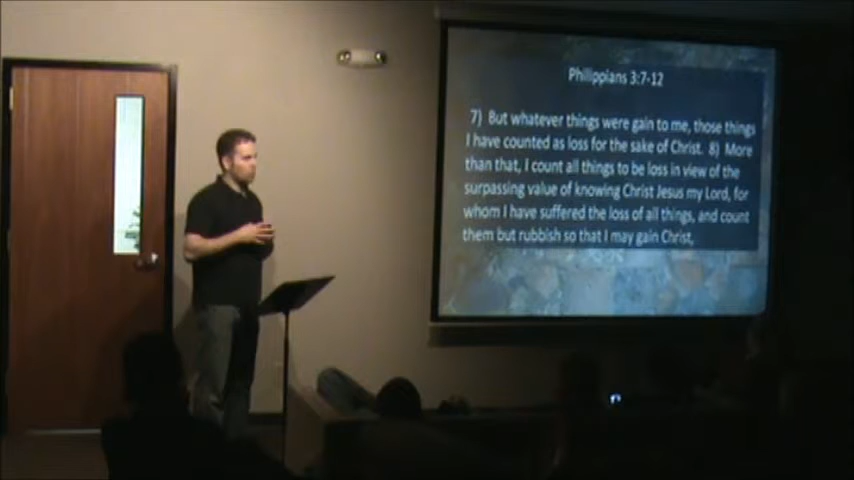 Philippians 3:7-12
7) But whatever things were gain to me, those things
I have counted as loss for the sake of Christ. 8) More
than that, I count all things to be loss in view of the
surpassing value of knowing Christ Jesus my Lord, for
whom I have suffered the loss of all things, and count
them but rubbish so that I may gain Christ,